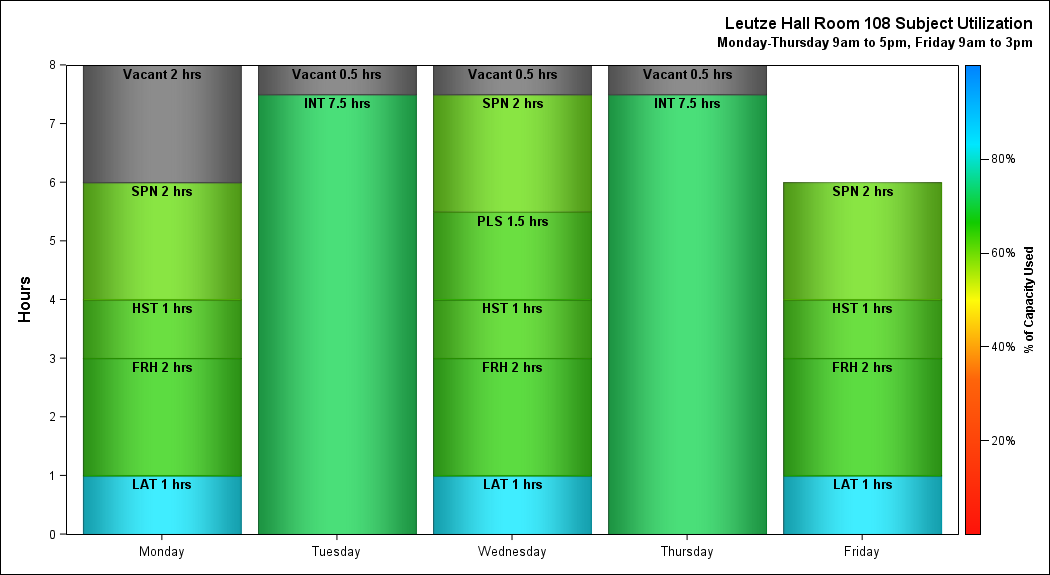 Leutze Hall Room 108 Subject Utilization
Monday-Thursday 9am to 5pm, Friday 9am to 3pm
Hours
8
7
6
5
4
3
2
1
0
Vacant 2 hrs
SPN 2 hrs
HST 1 hrs
FRH 2 hrs
LAT 1 hrs
Vacant 0.5 hrs
INT 7.5 hrs
Vacant 0.5 hrs
SPN 2 hrs
PLS 1.5 hrs
HST 1 hrs
FRH 2 hrs
LAT 1 hrs
Vacant 0.5 hrs
INT 7.5 hrs
SPN 2 hrs
HST 1 hrs
FRH 2 hrs
LAT 1 hrs
Monday Tuesday Wednesday Thursday Friday
80%
60%
40%
20%
% of Capacity Used